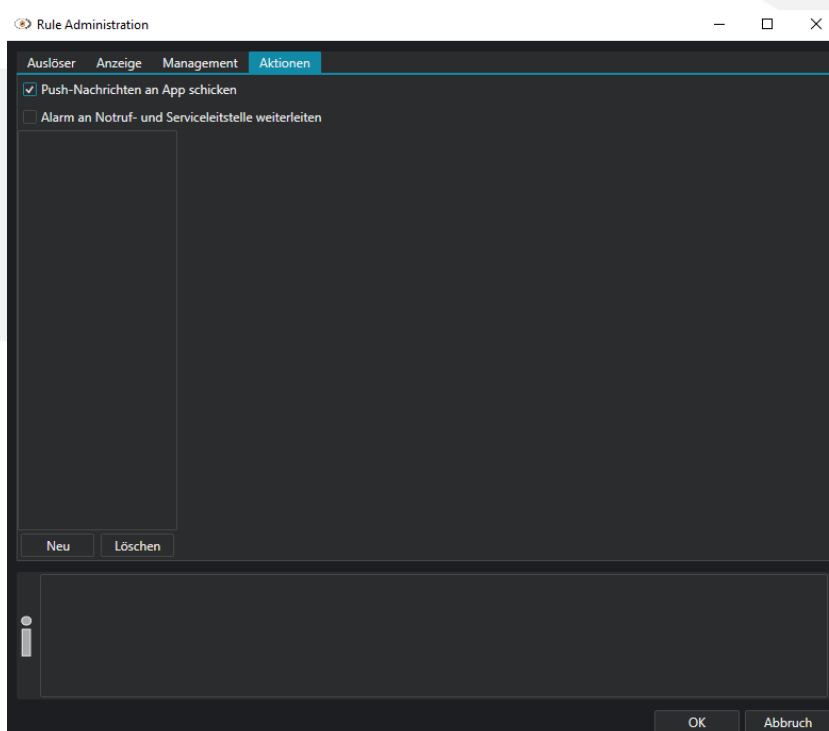 Rule Administration
Auslöser Anzeige Management Aktionen
Push-Nachrichten an App schicken
Alarm an Notruf- und Serviceleitstelle weiterleiten
Neu Löschen
OK Abbruch